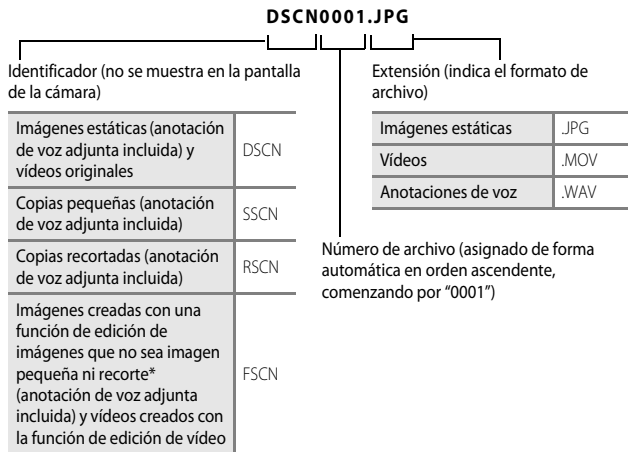 DSCN0001.JPG
Identificador (no se muestra en la pantalla
de la cámara)
Imágenes estáticas (anotación
de voz adjunta incluida) y
vídeos originales
DSCN
Copias pequeñas (anotación
de voz adjunta incluida)
SSCN
Copias recortadas (anotación
de voz adjunta incluida)
RSCN
Imágenes creadas con una
función de edición de
imágenes que no sea imagen
pequeña ni recorte*
(anotación de voz adjunta
incluida) y vídeos creados con
la función de edición de vídeo
FSCN
Extensión (indica el formato de
archivo)
Imágenes estáticas
.JPG
Vídeos
.MOV
Anotaciones de voz
.WAV
Número de archivo (asignado de forma
automática en orden ascendente,
comenzando por “0001”)